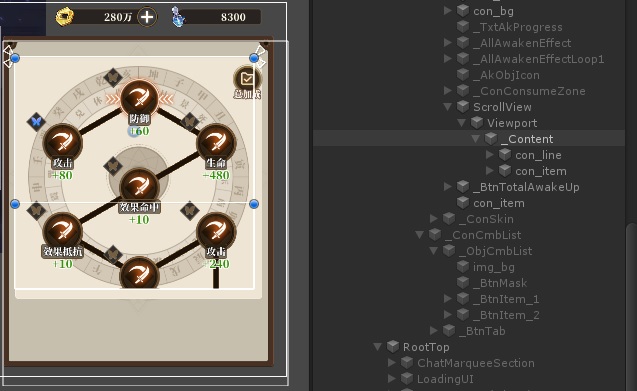 280万
8300
总加成
防御
+60
攻击
+80
生命
+480
效果命中
+10
效果抵抗
+10
攻击
+240
con_bg
_TxtAkProgress
_AllAwakenEffect
_AllAwakenEffectLoop1
_AkObjIcon
_ConConsumeZone
ScrollView
Viewport
_Content
con_line
con_item
_BtnTotalAwakeUp
con_item
_ConSkin
_ConCmbList
_ObjCmbList
img_bg
_BtnMask
_BtnItem_1
_BtnItem_2
_BtnTab
RootTop
ChatMarqueeSection
LoadingUI